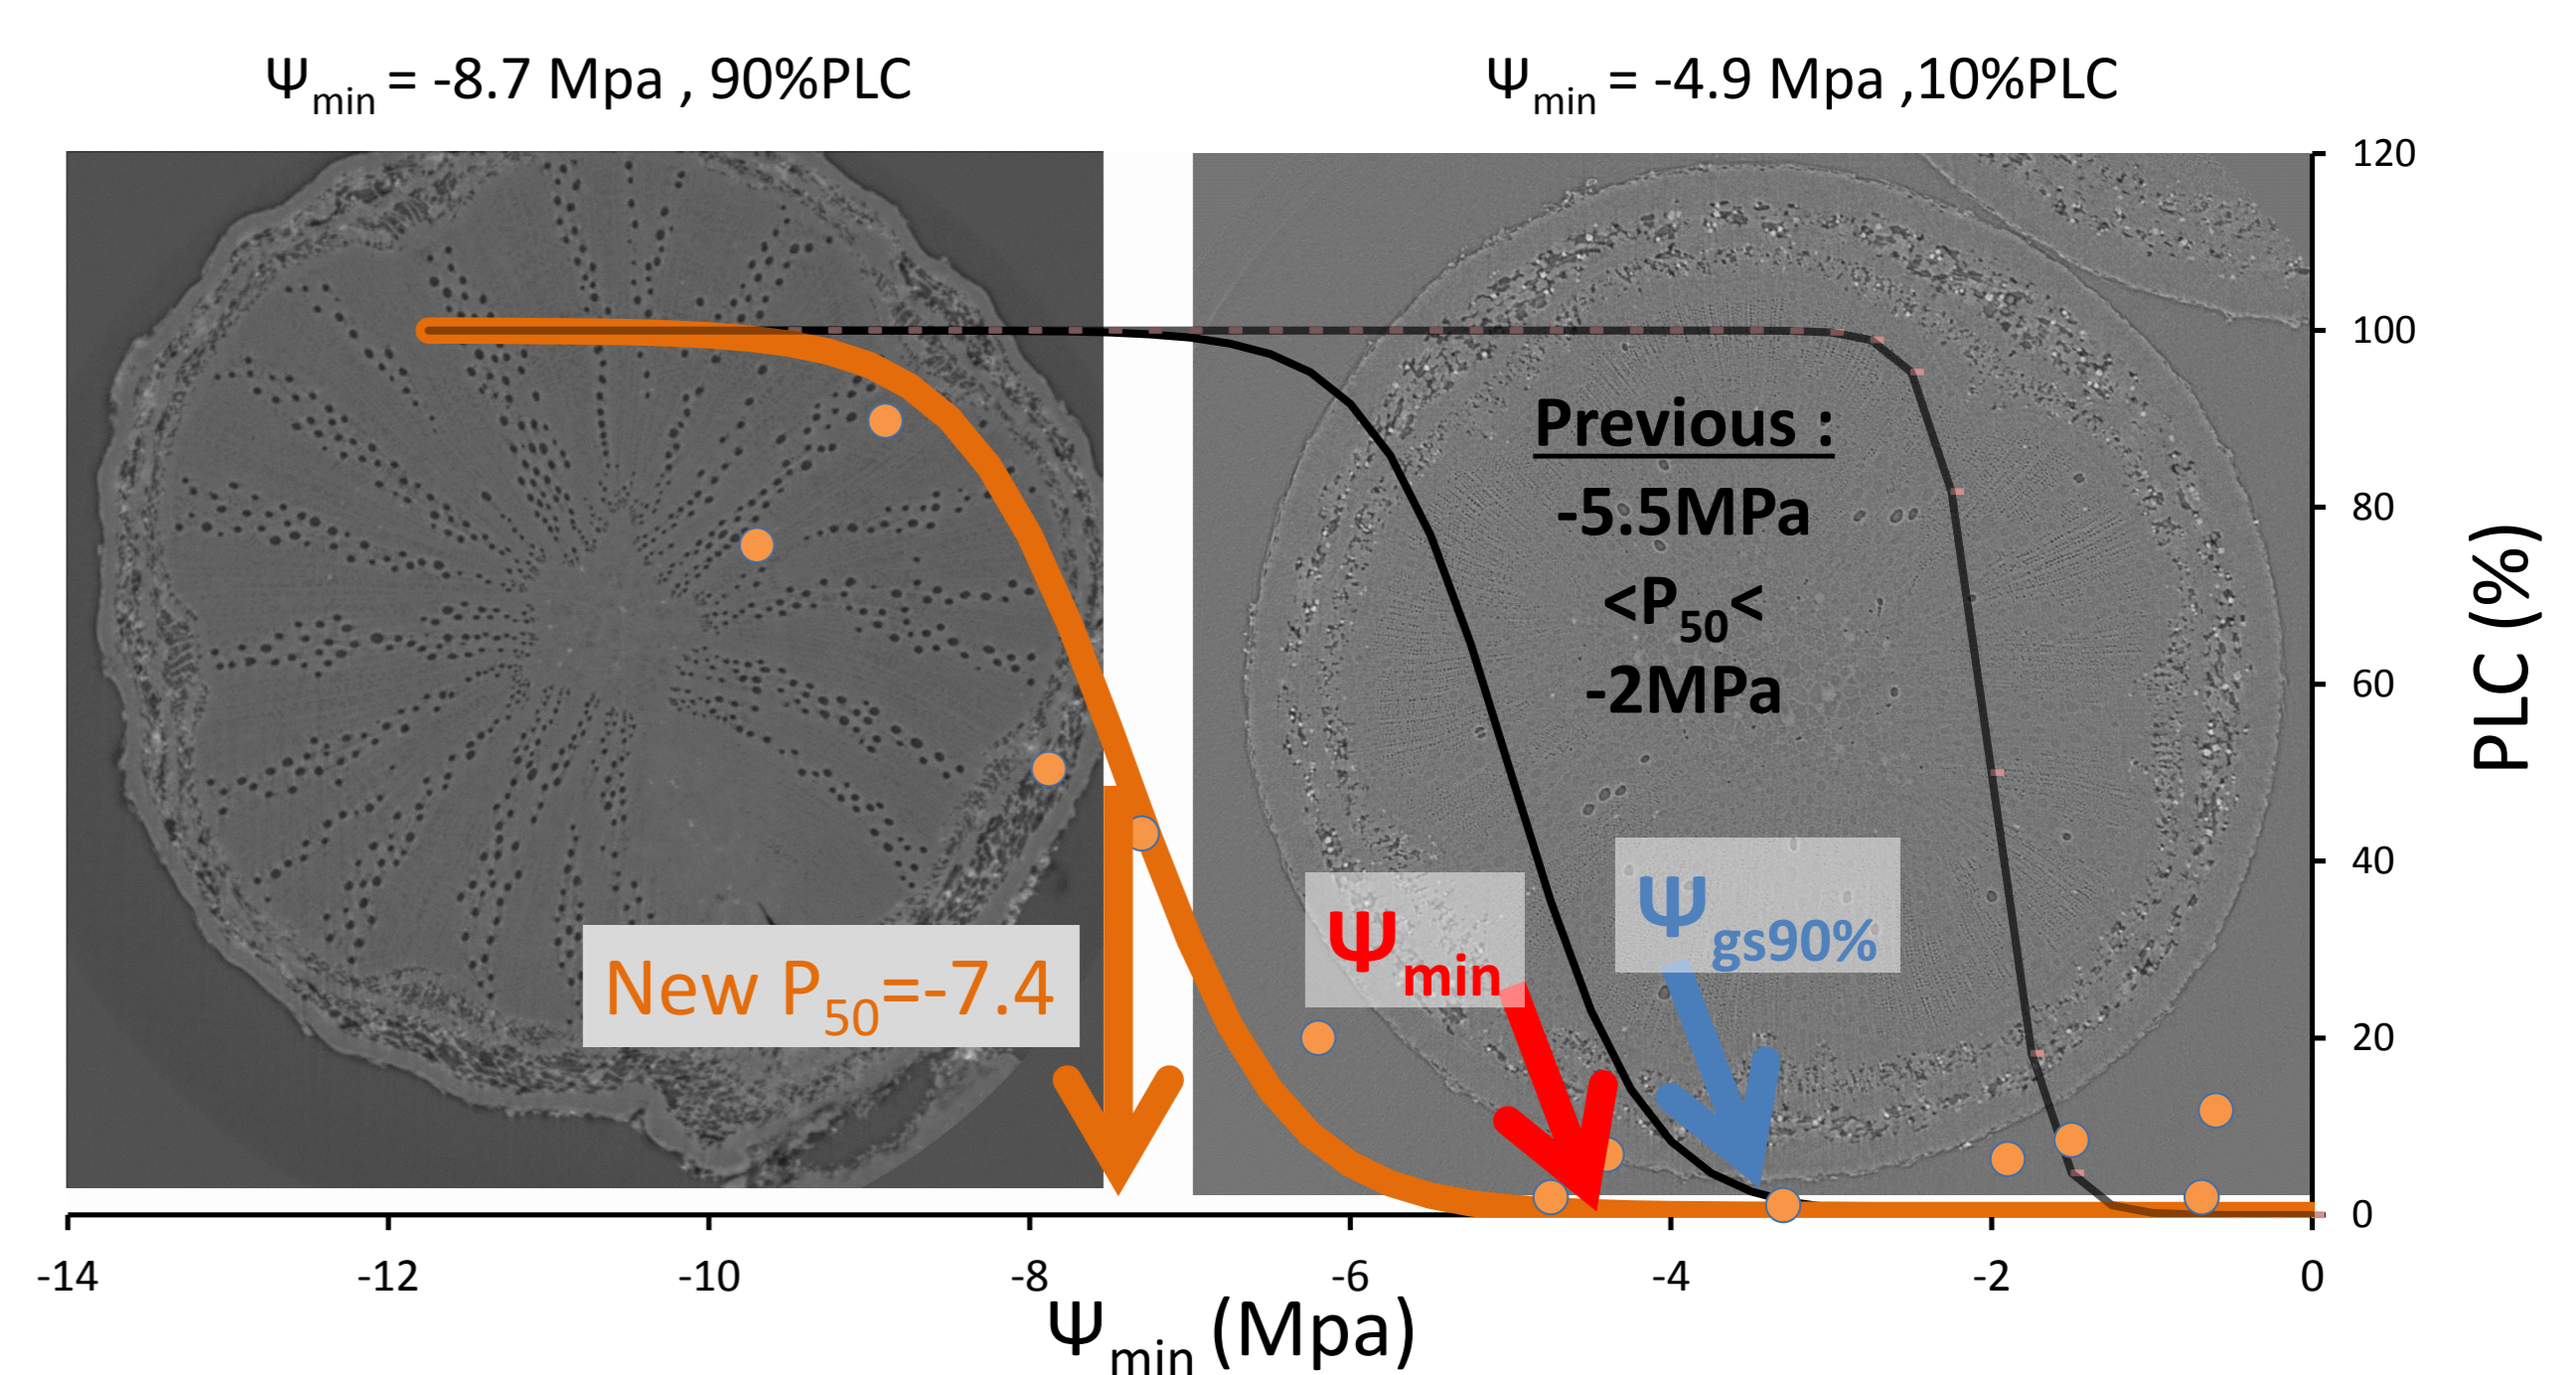 Ψmin = -8.7 Mpa , 90%PLC
Ψmin = -4.9 Mpa ,10%PLC
120
100
80
60
40
20
0
PLC (%)
Previous :
-5.5MPa
<P50<
-2MPa
Ψgs90%
Ψmin
New P50=-7.4
-14 -12 -10 -8 -6 -4 -2 0
Ψmin (Mpa)